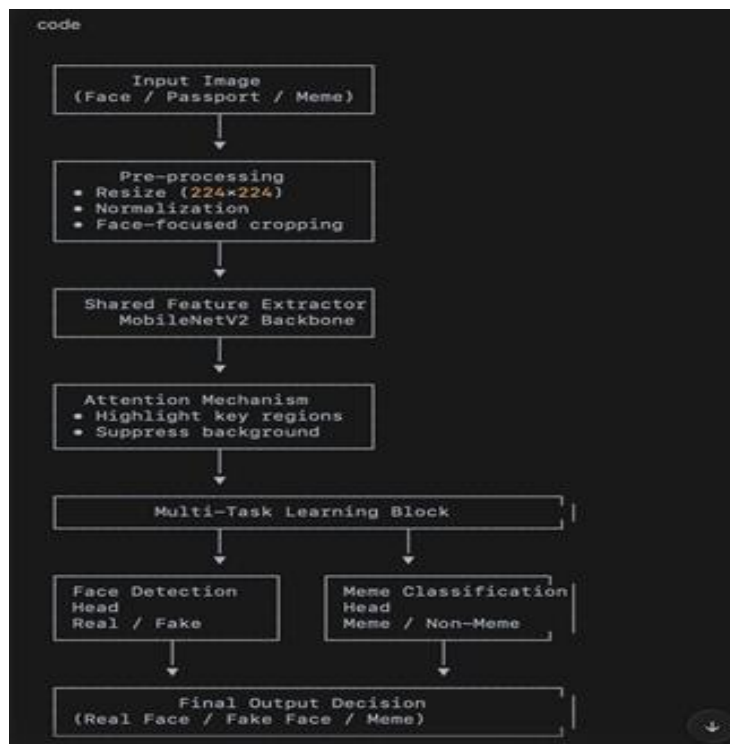 code
Input Image
(Face / Passport / Meme)
Pre-processing
• Resize (224×224)
• Normalization
• Face-focused cropping
Shared Feature Extractor
MobileNetV2 Backbone
Attention Mechanism
• Highlight key regions
• Suppress background
Multi-Task Learning Block
Face Detection
Head
Real / Fake
Meme Classification
Head
Meme / Non-Meme
Final Output Decision
(Real Face / Fake Face / Meme)